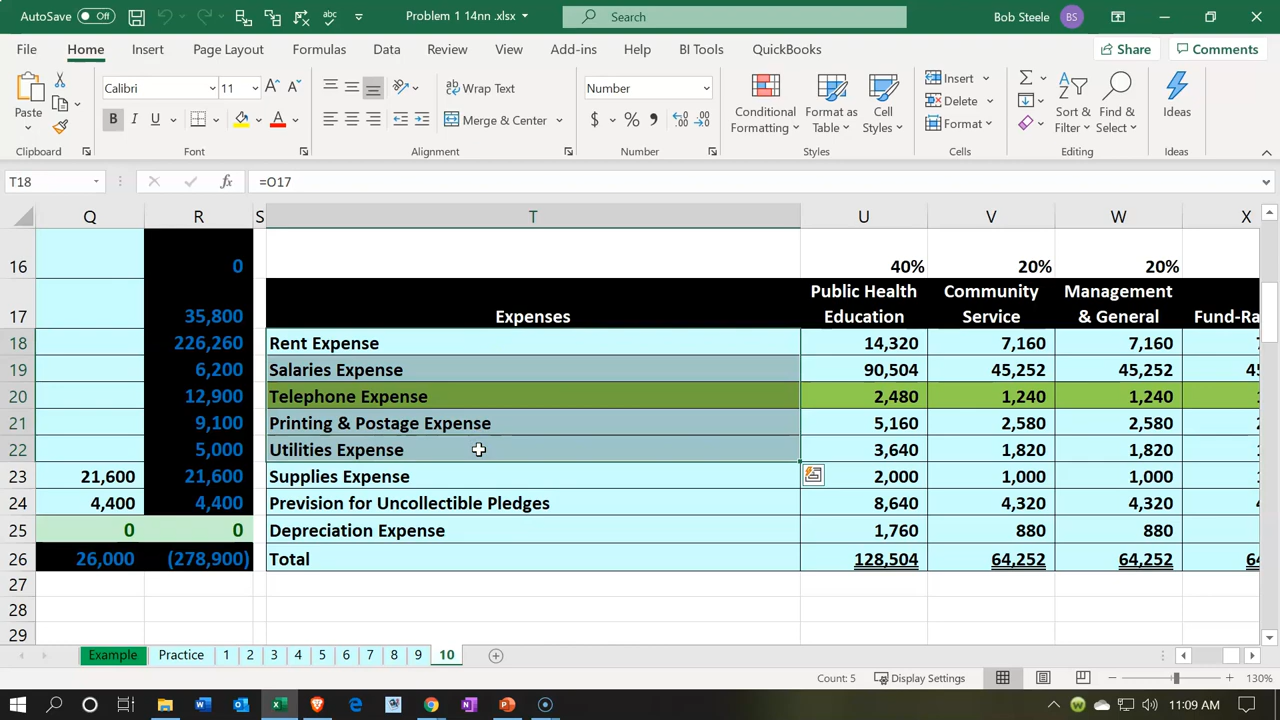 AutoSave Off Problem 1 14nn .xlsx Search Bob Steele BS
File Home Insert Page Layout Formulas Data Review View Add-ins Help BI Tools QuickBooks Share Comments
Paste Calibri 11 Wrap Text Number Insert
B I U Merge & Center $ % Conditional Formatting Format as Table Cell Styles Delete Format Sort & Filter Find & Select Ideas
Clipboard Font Alignment Number Styles Cells Editing Ideas
T18 fx =O17
Q R S T U V W X
16 0 40% 20% 20%
17 35,800 Expenses Public Health Education Community Service Management & General Fund-Ra
18 226,260 Rent Expense 14,320 7,160 7,160
19 6,200 Salaries Expense 90,504 45,252 45,252 45
20 12,900 Telephone Expense 2,480 1,240 1,240
21 9,100 Printing & Postage Expense 5,160 2,580 2,580
22 5,000 Utilities Expense 3,640 1,820 1,820
23 21,600 21,600 Supplies Expense 2,000 1,000 1,000
24 4,400 4,400 Prevision for Uncollectible Pledges 8,640 4,320 4,320
25 0 0 Depreciation Expense 1,760 880 880
26 26,000 (278,900) Total 128,504 64,252 64,252 64
27
28
29
Example Practice 1 2 3 4 5 6 7 8 9 10
Count: 5 Display Settings 130%
11:09 AM